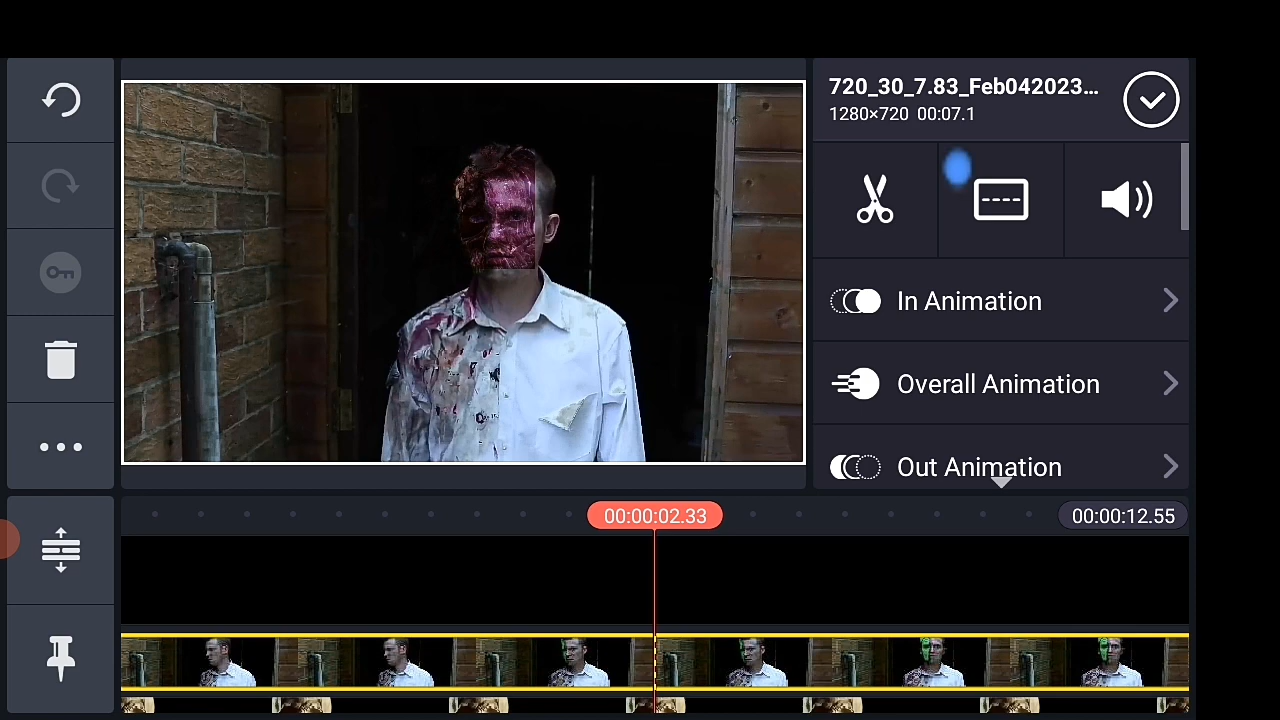 720_30_7.83_Feb042023...
1280×720 00:07.1
In Animation
Overall Animation
Out Animation
00:00:02.33
00:00:12.55